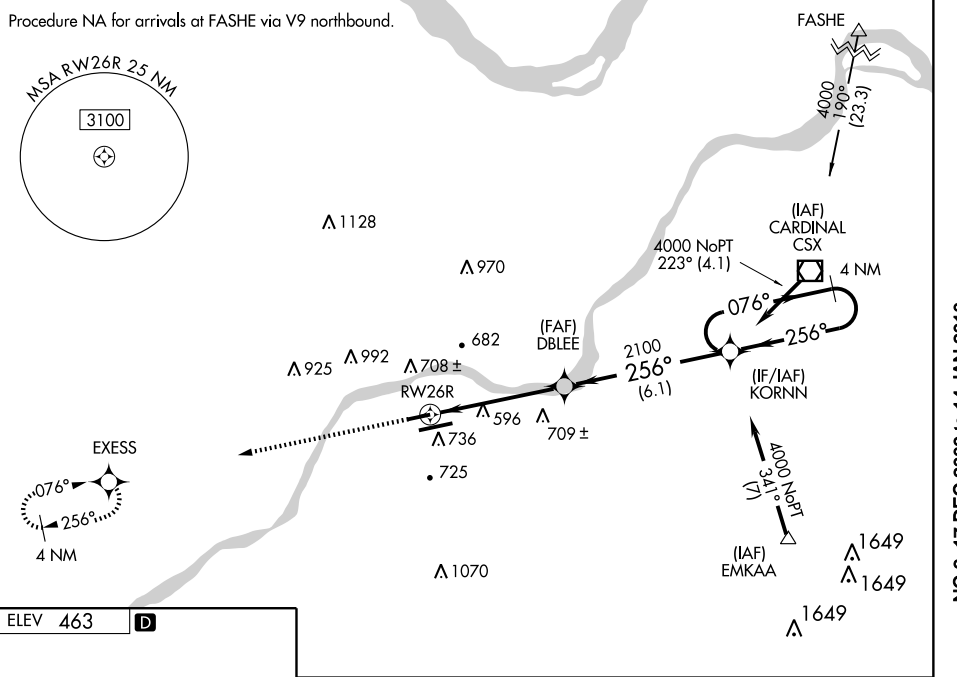 Procedure NA for arrivals at FASHE via V9 northbound.
MSA RW26R 25 NM
3100
FASHE
4000
190°
(23.3)
(IAF)
CARDINAL
CSX
4000 NoPT
223° (4.1)
4 NM
076°
256°
1128
970
(FAF)
DBLEE
682
2100
256°
(6.1)
(IF/IAF)
KORNN
925
992
708 ±
RW26R
596
709 ±
736
725
EXESS
076°
256°
4 NM
4000 NoPT
341°
(7)
(IAF)
EMKAA
1649
1649
1649
1070
ELEV 463
D